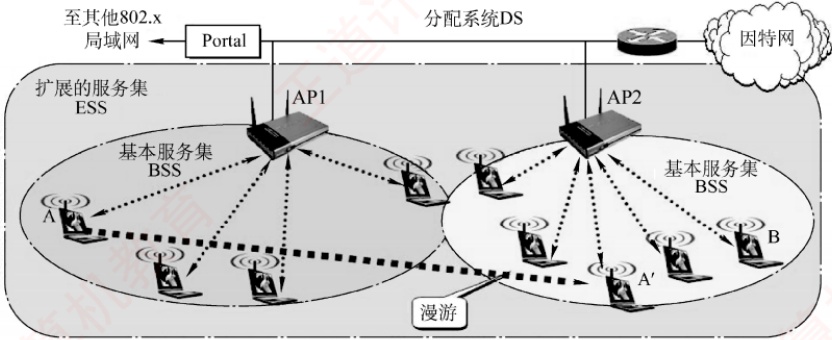 至其他802.x
局域网
Portal
分配系统DS
因特网
扩展的服务集
ESS
AP1
AP2
基本服务集
BSS
基本服务集
BSS
A
B
A′
漫游